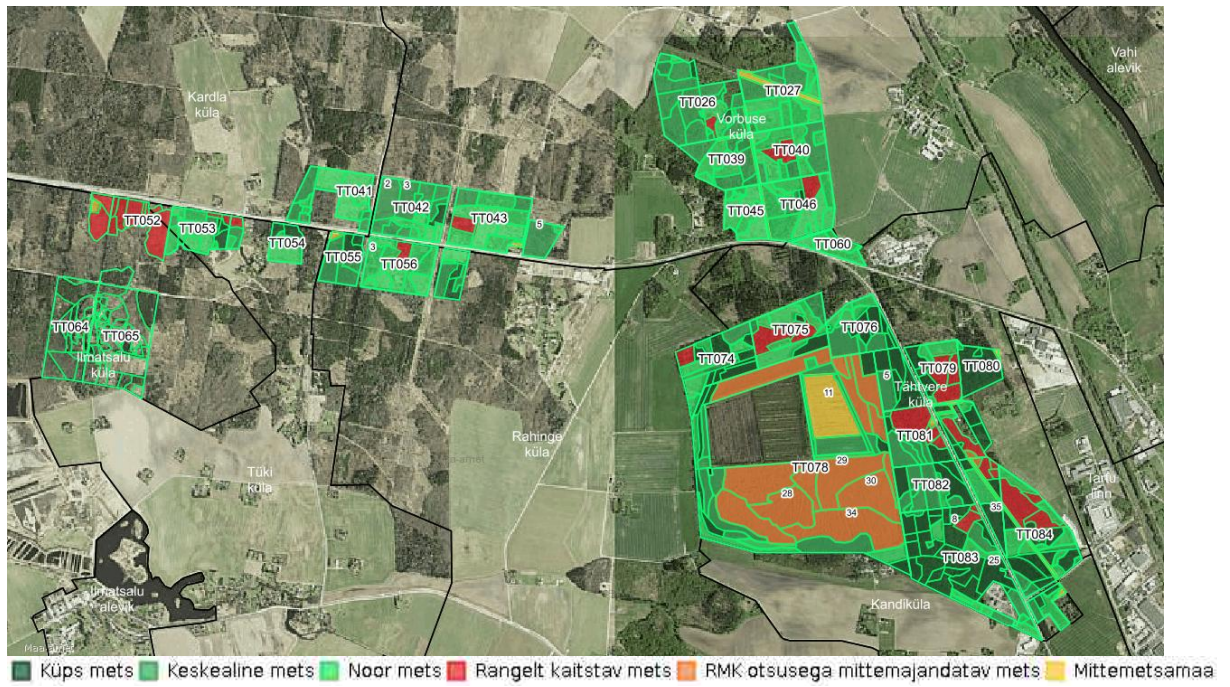 Vahi
alevik
Kardla
küla
TT027
TT026
Vorbuse
küla
TT040
TT039
TT041
2
3
TT042
TT046
TT045
TT043
5
TT052
TT053
TT054
3
TT055
TT056
TT060
TT064
TT065
Ilmatsalu
küla
TT075
TT076
TT074
TT079
TT080
5
Tähtvere
küla
11
TT081
Rahinge
küla
TT078
29
30
28
34
TT082
Tüki
küla
Tartu
linn
35
8
TT084
TT083
25
Ilmatsalu
alevik
Kandiküla
Maa-amet
Küps mets Keskealine mets Noor mets Rangelt kaitstav mets RMK otsusega mittemajandatav mets Mittemetsamaa